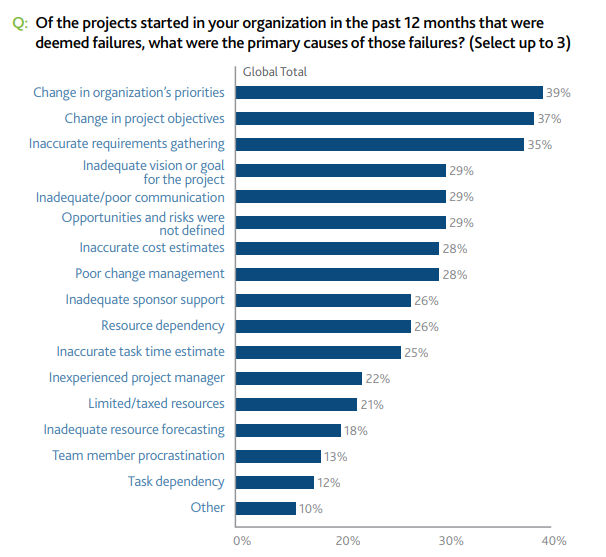 Q: Of the projects started in your organization in the past 12 months that were
deemed failures, what were the primary causes of those failures? (Select up to 3)
Global Total
Change in organization's priorities 39%
Change in project objectives 37%
Inaccurate requirements gathering 35%
Inadequate vision or goal
for the project 29%
Inadequate/poor communication 29%
Opportunities and risks were
not defined 29%
Inaccurate cost estimates 28%
Poor change management 28%
Inadequate sponsor support 26%
Resource dependency 26%
Inaccurate task time estimate 25%
Inexperienced project manager 22%
Limited/taxed resources 21%
Inadequate resource forecasting 18%
Team member procrastination 13%
Task dependency 12%
Other 10%
0% 20% 30% 40%